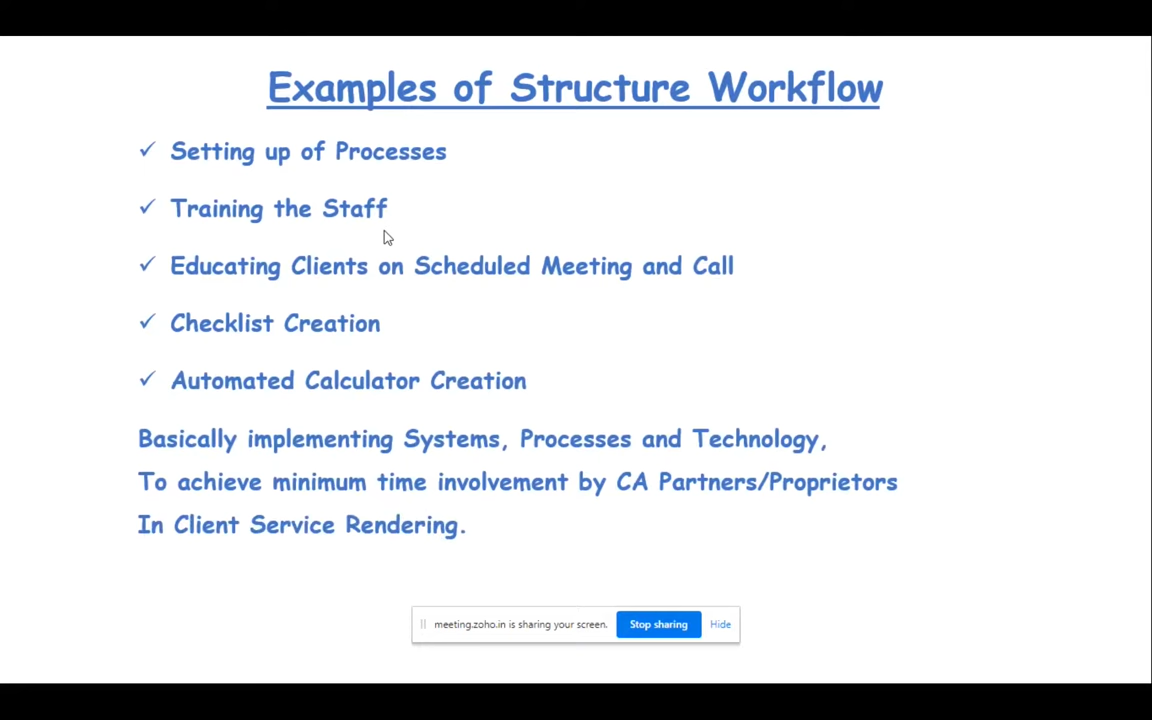 Examples of Structure Workflow
✓ Setting up of Processes
✓ Training the Staff
✓ Educating Clients on Scheduled Meeting and Call
✓ Checklist Creation
✓ Automated Calculator Creation
Basically implementing Systems, Processes and Technology,
To achieve minimum time involvement by CA Partners/Proprietors
In Client Service Rendering.
meeting.zoho.in is sharing your screen. Stop sharing Hide